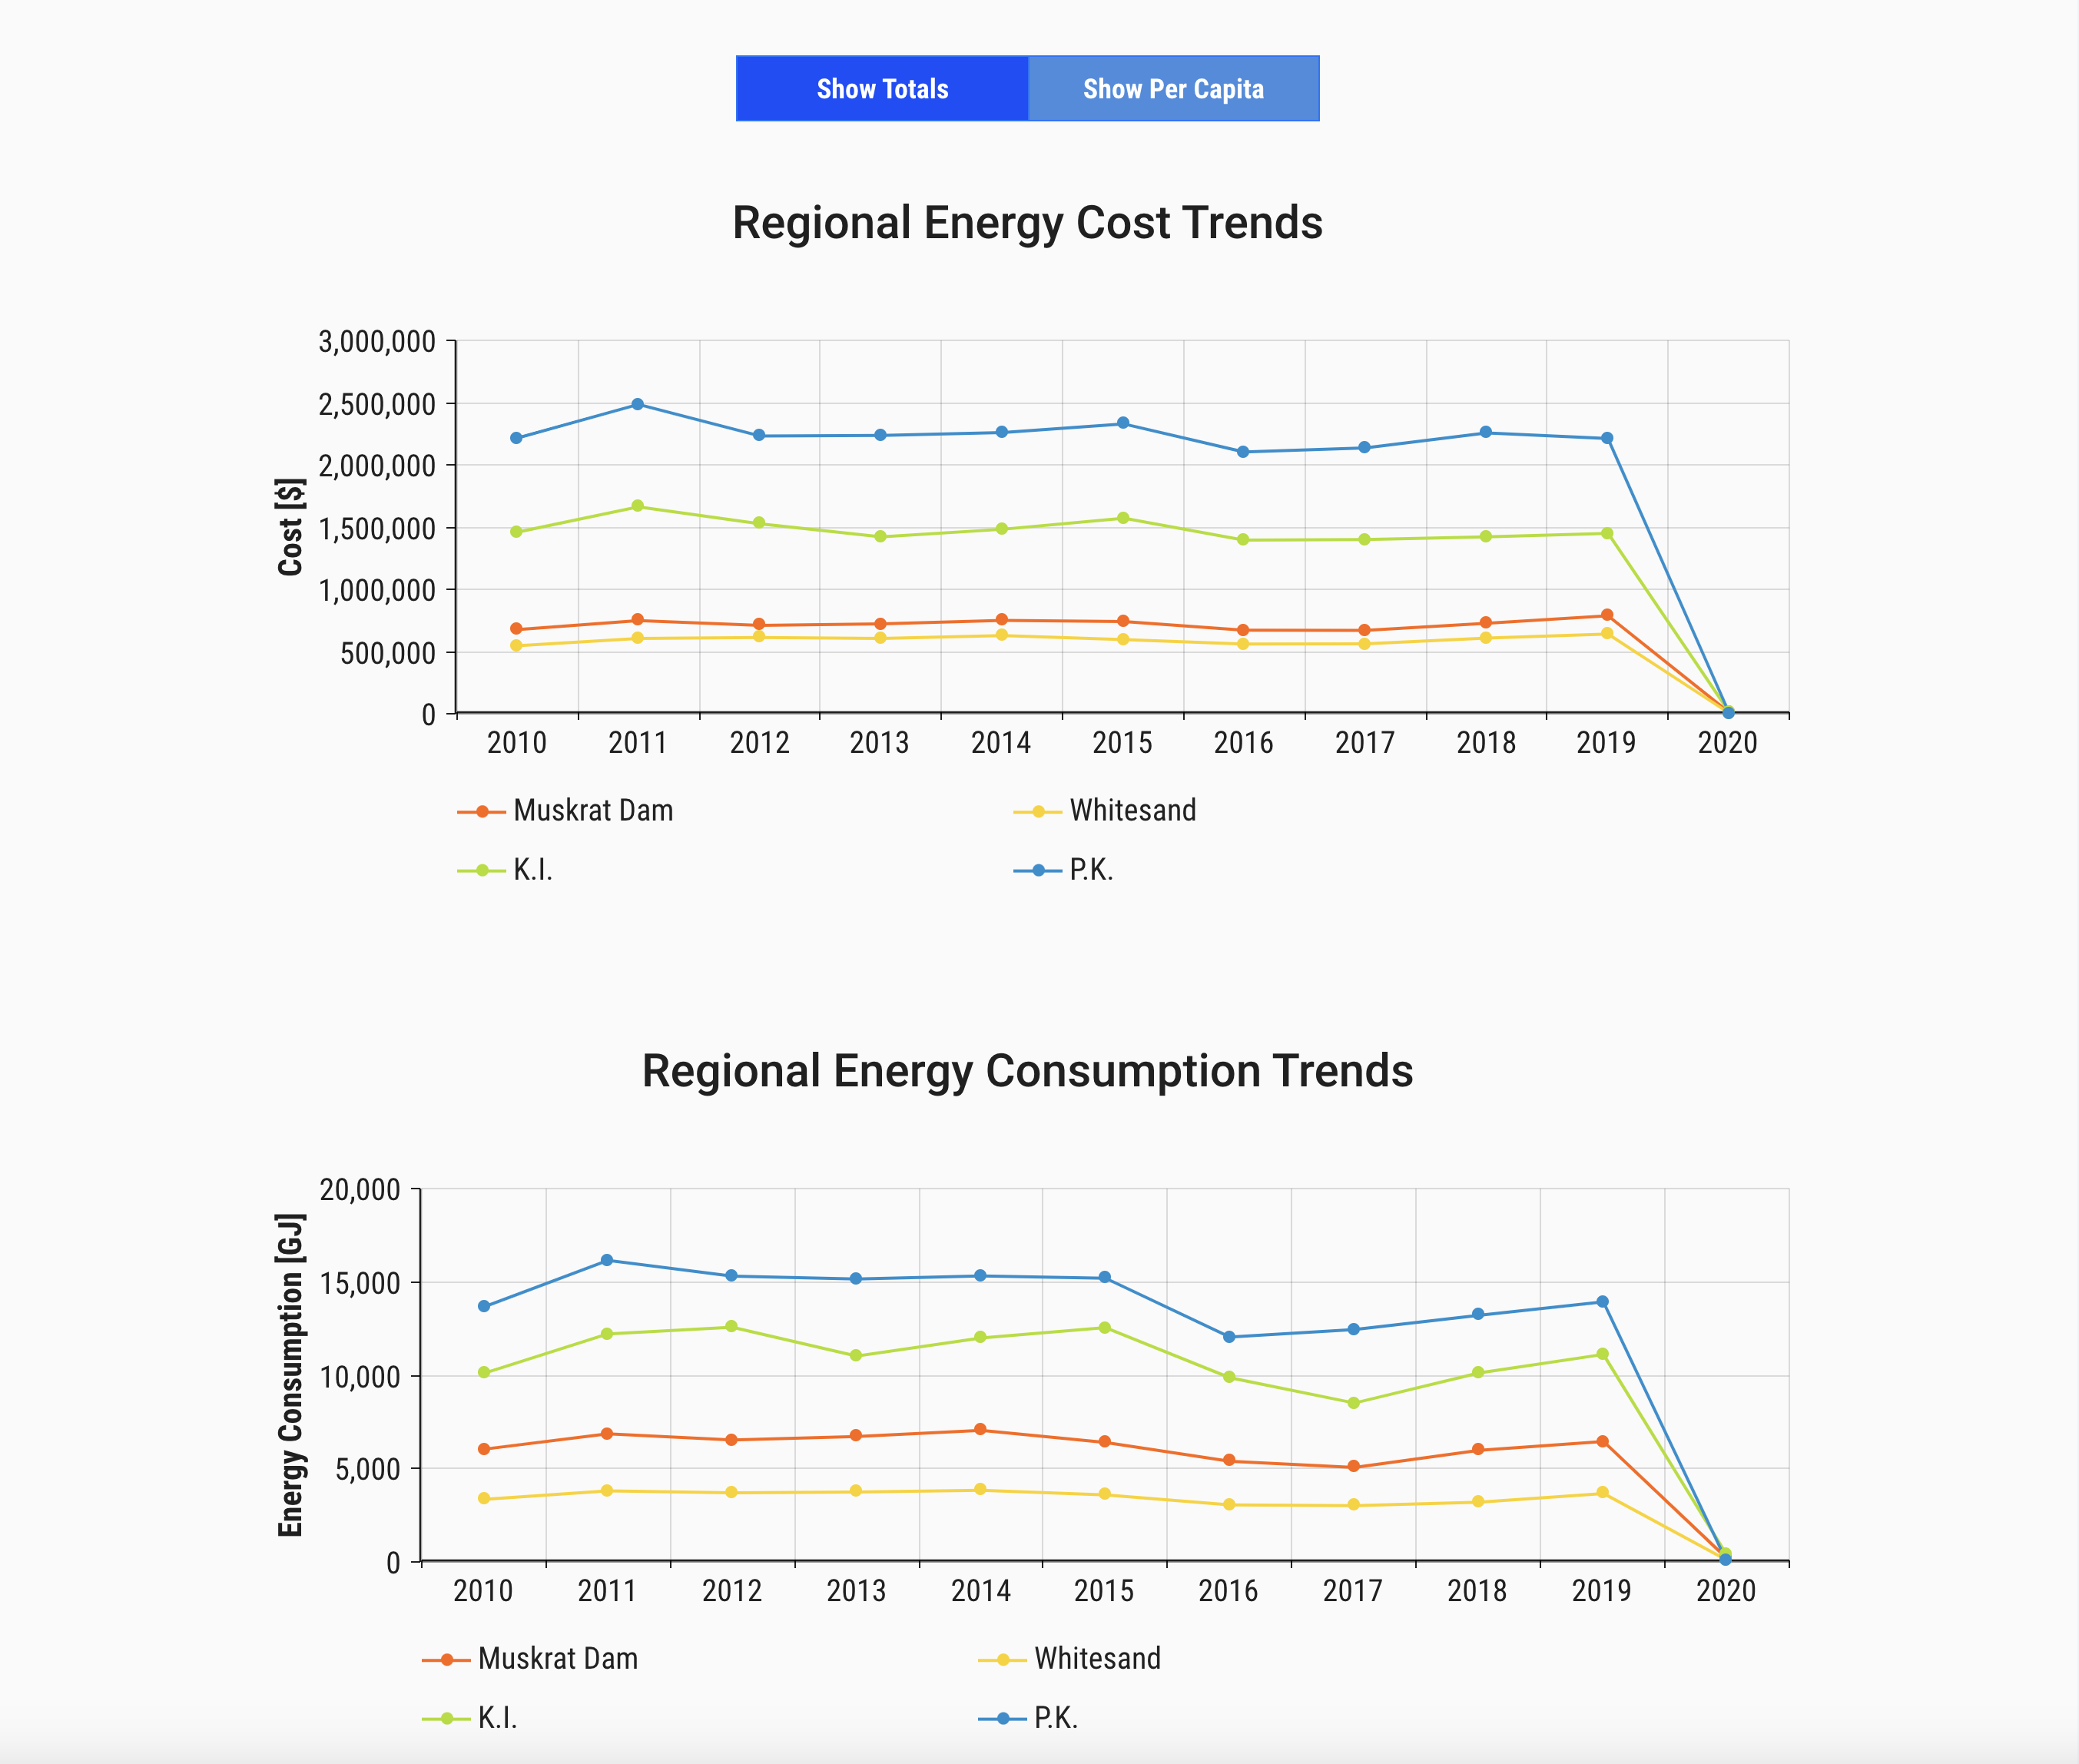 Show Totals Show Per Capita
Regional Energy Cost Trends
Cost [$]
3,000,000
2,500,000
2,000,000
1,500,000
1,000,000
500,000
0
2010 2011 2012 2013 2014 2015 2016 2017 2018 2019 2020
Muskrat Dam Whitesand
K.I. P.K.
Regional Energy Consumption Trends
Energy Consumption [GJ]
20,000
15,000
10,000
5,000
0
2010 2011 2012 2013 2014 2015 2016 2017 2018 2019 2020
Muskrat Dam Whitesand
K.I. P.K.